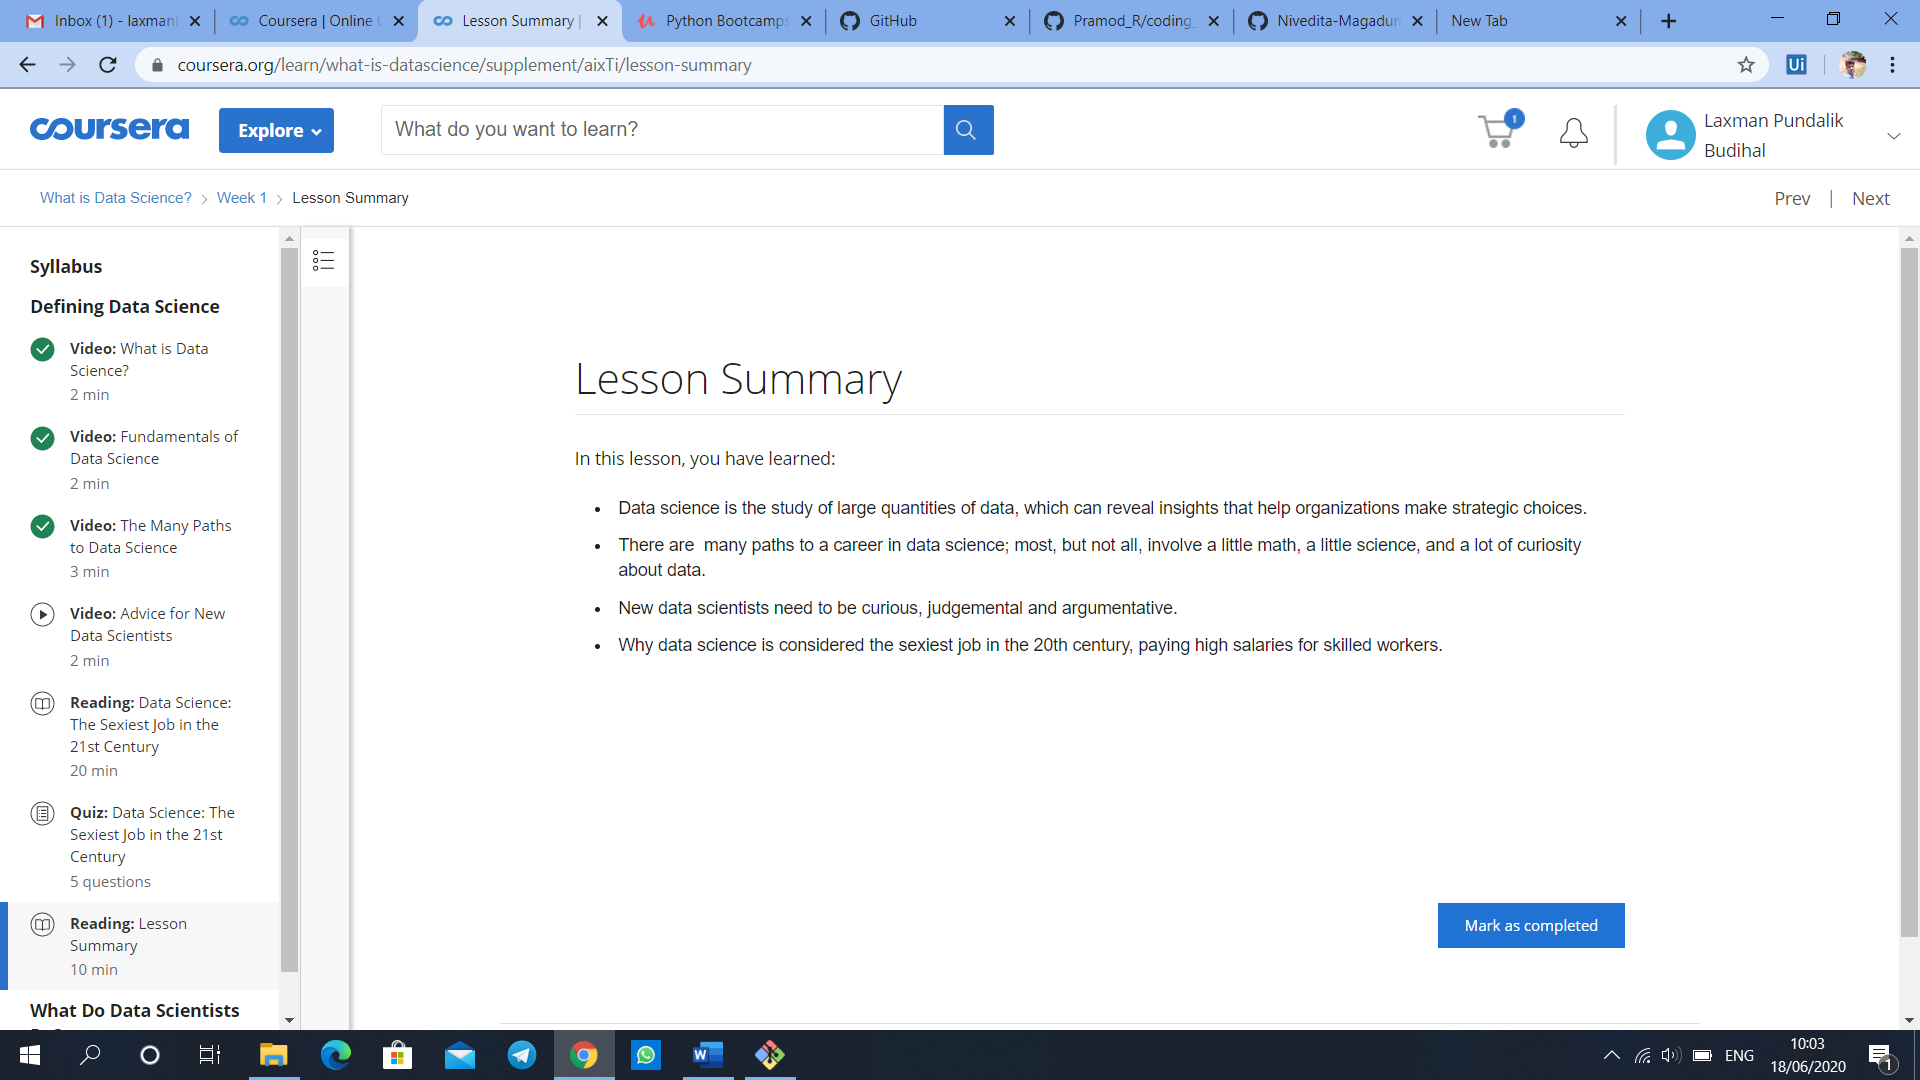 Inbox (1) - laxmanl
Coursera | Online C
Lesson Summary |
Python Bootcamps
GitHub
Pramod_R/coding_
Nivedita-Magadum
New Tab
coursera.org/learn/what-is-datascience/supplement/aixTi/lesson-summary
Ui
coursera
Explore
What do you want to learn?
1
Laxman Pundalik
Budihal
What is Data Science? > Week 1 > Lesson Summary
Prev | Next
Syllabus
Defining Data Science
Video: What is Data
Science?
2 min
Video: Fundamentals of
Data Science
2 min
Video: The Many Paths
to Data Science
3 min
Video: Advice for New
Data Scientists
2 min
Reading: Data Science:
The Sexiest Job in the
21st Century
20 min
Quiz: Data Science: The
Sexiest Job in the 21st
Century
5 questions
Reading: Lesson
Summary
10 min
What Do Data Scientists
Lesson Summary
In this lesson, you have learned:
• Data science is the study of large quantities of data, which can reveal insights that help organizations make strategic choices.
• There are  many paths to a career in data science; most, but not all, involve a little math, a little science, and a lot of curiosity
about data.
• New data scientists need to be curious, judgemental and argumentative.
• Why data science is considered the sexiest job in the 20th century, paying high salaries for skilled workers.
Mark as completed
ENG
10:03
18/06/2020
1